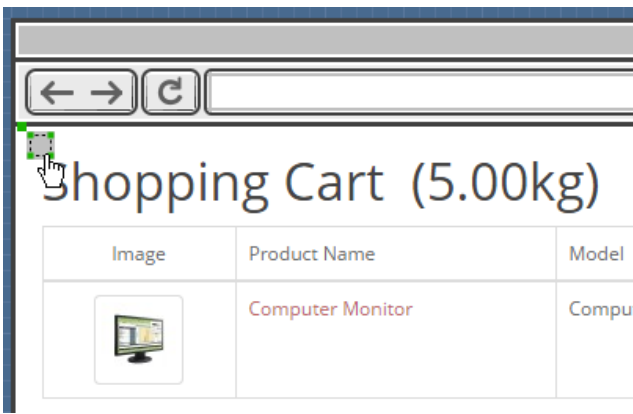 Shopping Cart (5.00kg)
Image Product Name Model
Computer Monitor